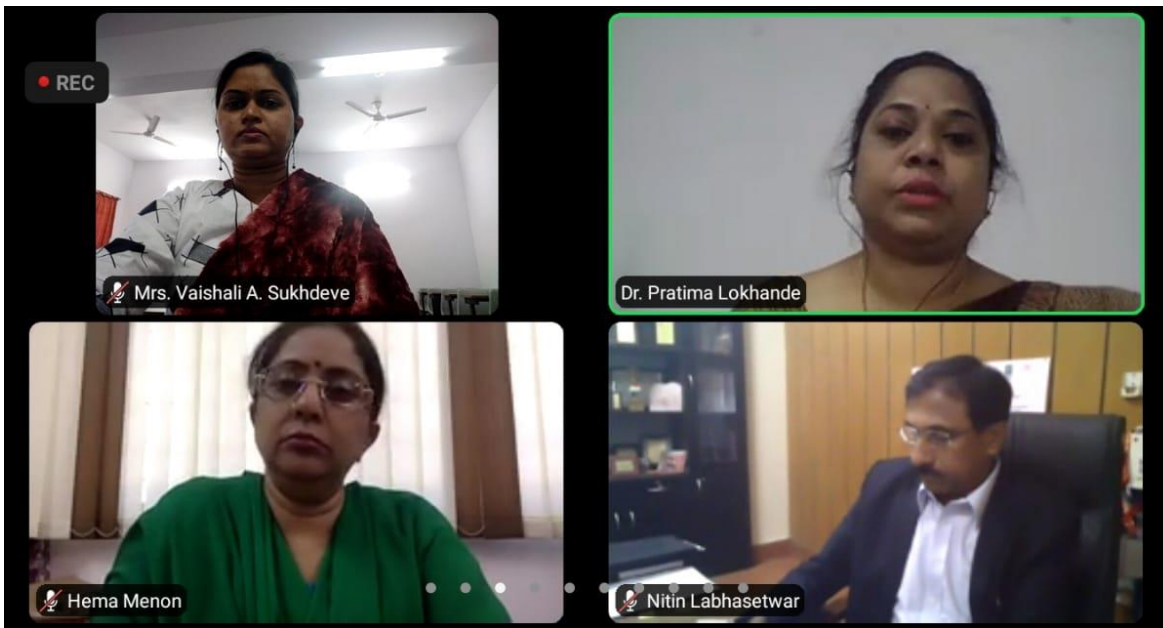 REC
Mrs. Vaishali A. Sukhdeve
Dr. Pratima Lokhande
Hema Menon
Nitin Labhasetwar